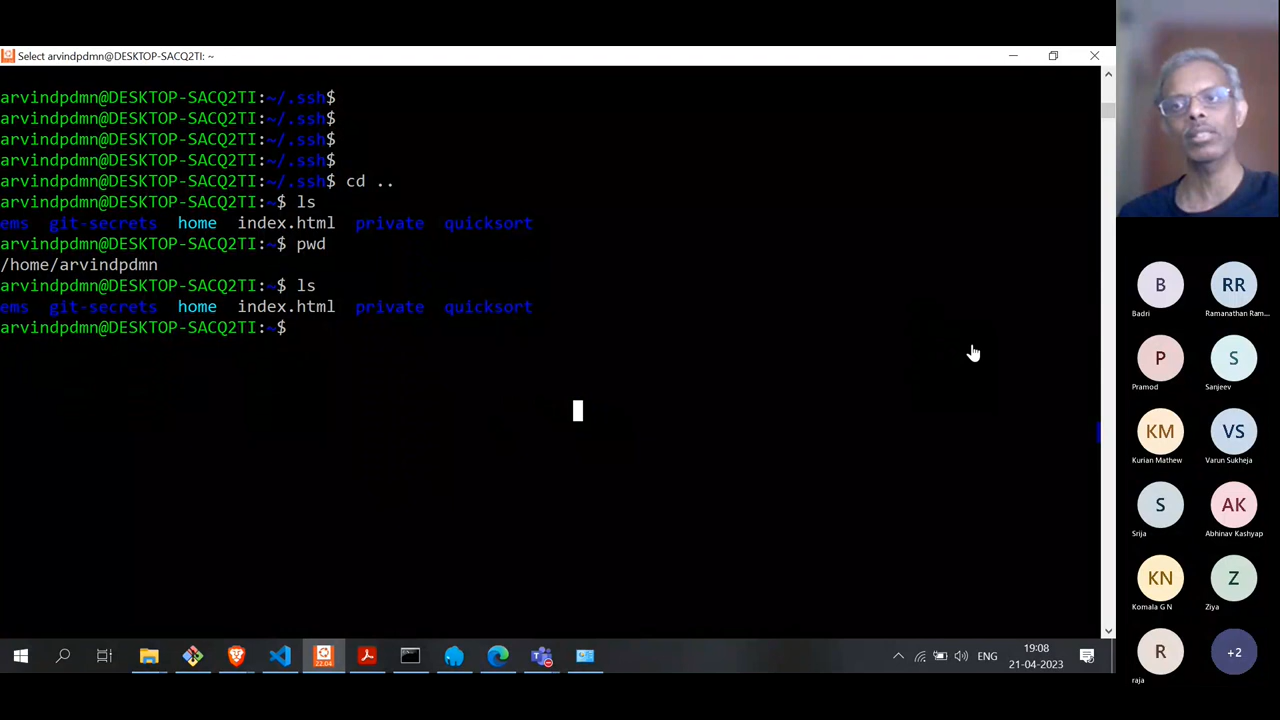 Select arvindpdmn@DESKTOP-SACQ2TI: ~
arvindpdmn@DESKTOP-SACQ2TI:~/.ssh$
arvindpdmn@DESKTOP-SACQ2TI:~/.ssh$
arvindpdmn@DESKTOP-SACQ2TI:~/.ssh$
arvindpdmn@DESKTOP-SACQ2TI:~/.ssh$
arvindpdmn@DESKTOP-SACQ2TI:~/.ssh$ cd ..
arvindpdmn@DESKTOP-SACQ2TI:~$ ls
ems git-secrets home index.html private quicksort
arvindpdmn@DESKTOP-SACQ2TI:~$ pwd
/home/arvindpdmn
arvindpdmn@DESKTOP-SACQ2TI:~$ ls
ems git-secrets home index.html private quicksort
arvindpdmn@DESKTOP-SACQ2TI:~$
B RR
Badri Ramanathan Ram...
P S
Pramod Sanjeev
KM VS
Kurian Mathew Varun Sukheja
S AK
Srija Abhinav Kashyap
KN Z
Komala G N Ziya
R +2
raja
22.04
ENG
19:08
21-04-2023